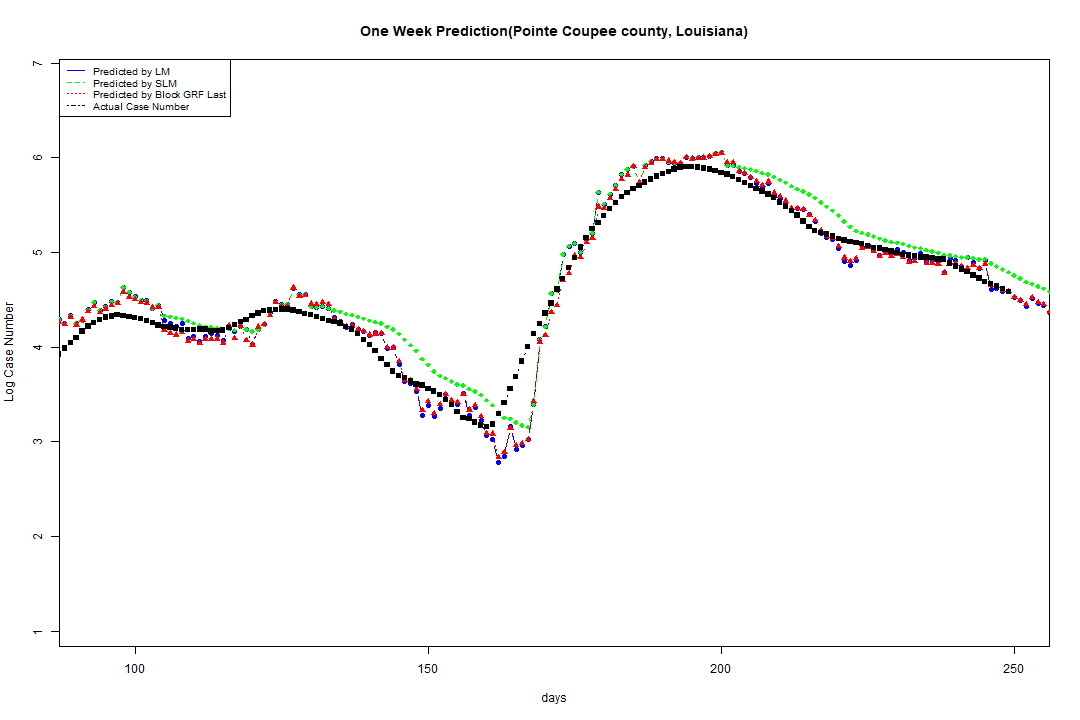 One Week Prediction(Pointe Coupee county, Louisiana)
Predicted by LM
Predicted by SLM
Predicted by Block GRF Last
Actual Case Number
7
6
5
4
3
2
1
Log Case Number
100
150
200
250
days